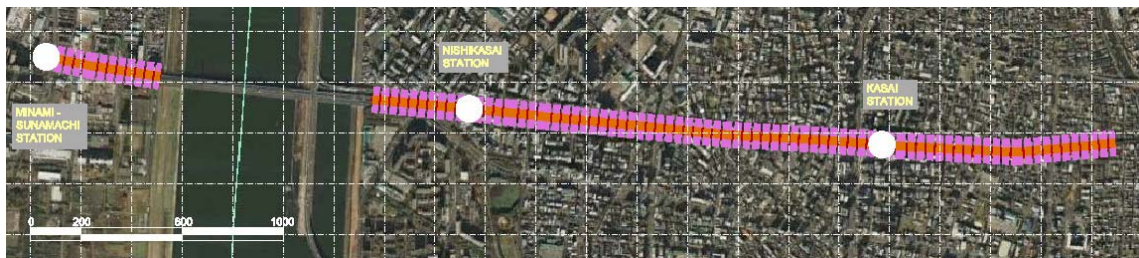 NISHIKASAI
STATION
KASAI
STATION
MINAMI -
SUNAMACHI
STATION
0 200 600 1000